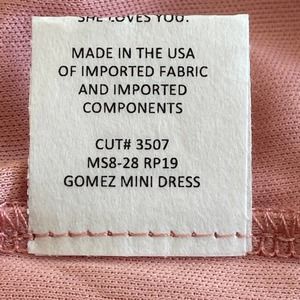 SHE LOVES YOU.
MADE IN THE USA
OF IMPORTED FABRIC
AND IMPORTED
COMPONENTS
CUT# 3507
MS8-28 RP19
GOMEZ MINI DRESS